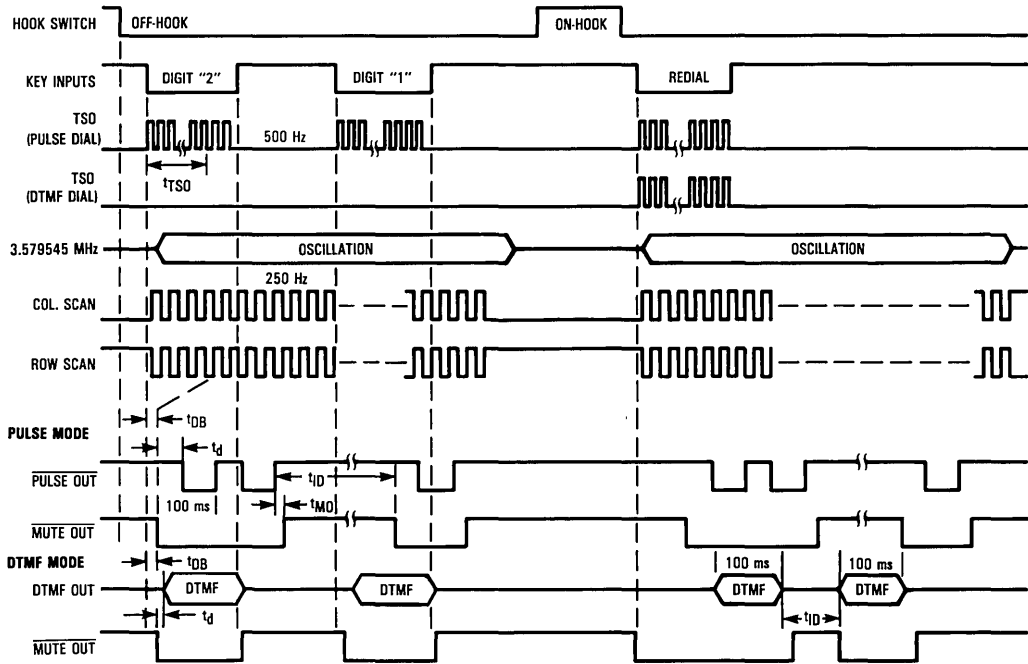 HOOK SWITCH
OFF-HOOK
ON-HOOK
KEY INPUTS
DIGIT "2"
DIGIT "1"
REDIAL
TSO
(PULSE DIAL)
500 Hz
tTSO
TSO
(DTMF DIAL)
3.579545 MHz
OSCILLATION
OSCILLATION
250 Hz
COL. SCAN
ROW SCAN
tDB
PULSE MODE
td
PULSE OUT
tID
100 ms
tMO
MUTE OUT
DTMF MODE
tDB
100 ms
100 ms
DTMF OUT
DTMF
DTMF
DTMF
DTMF
td
tID
MUTE OUT